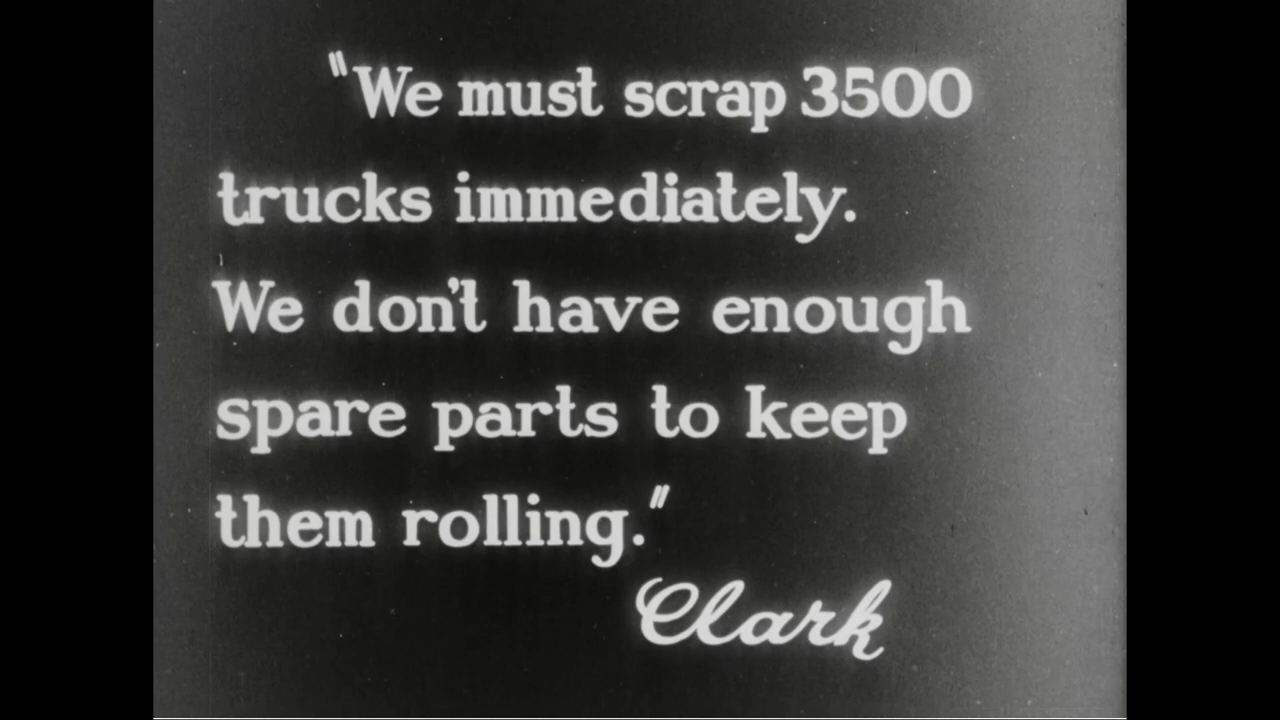 "We must scrap 3500
trucks immediately.
We don't have enough
spare parts to keep
them rolling."
Clark